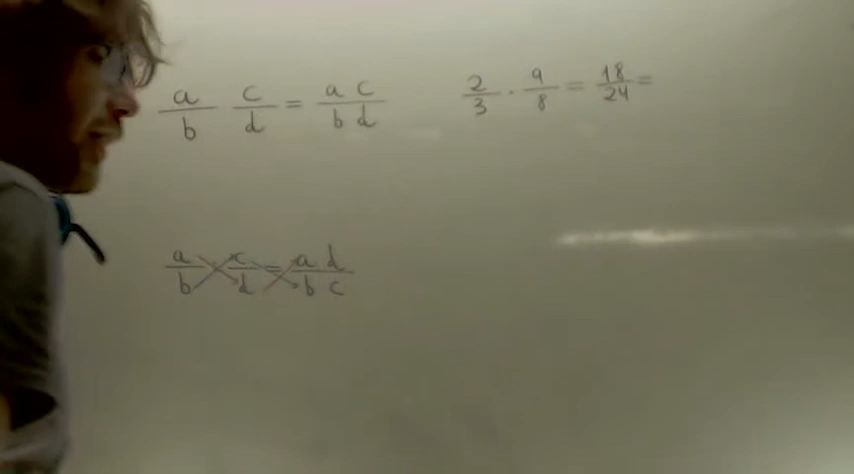 a/b c/d = a c/b d
2/3 · 9/8 = 18/24 =
a/b c/d = a d/b c